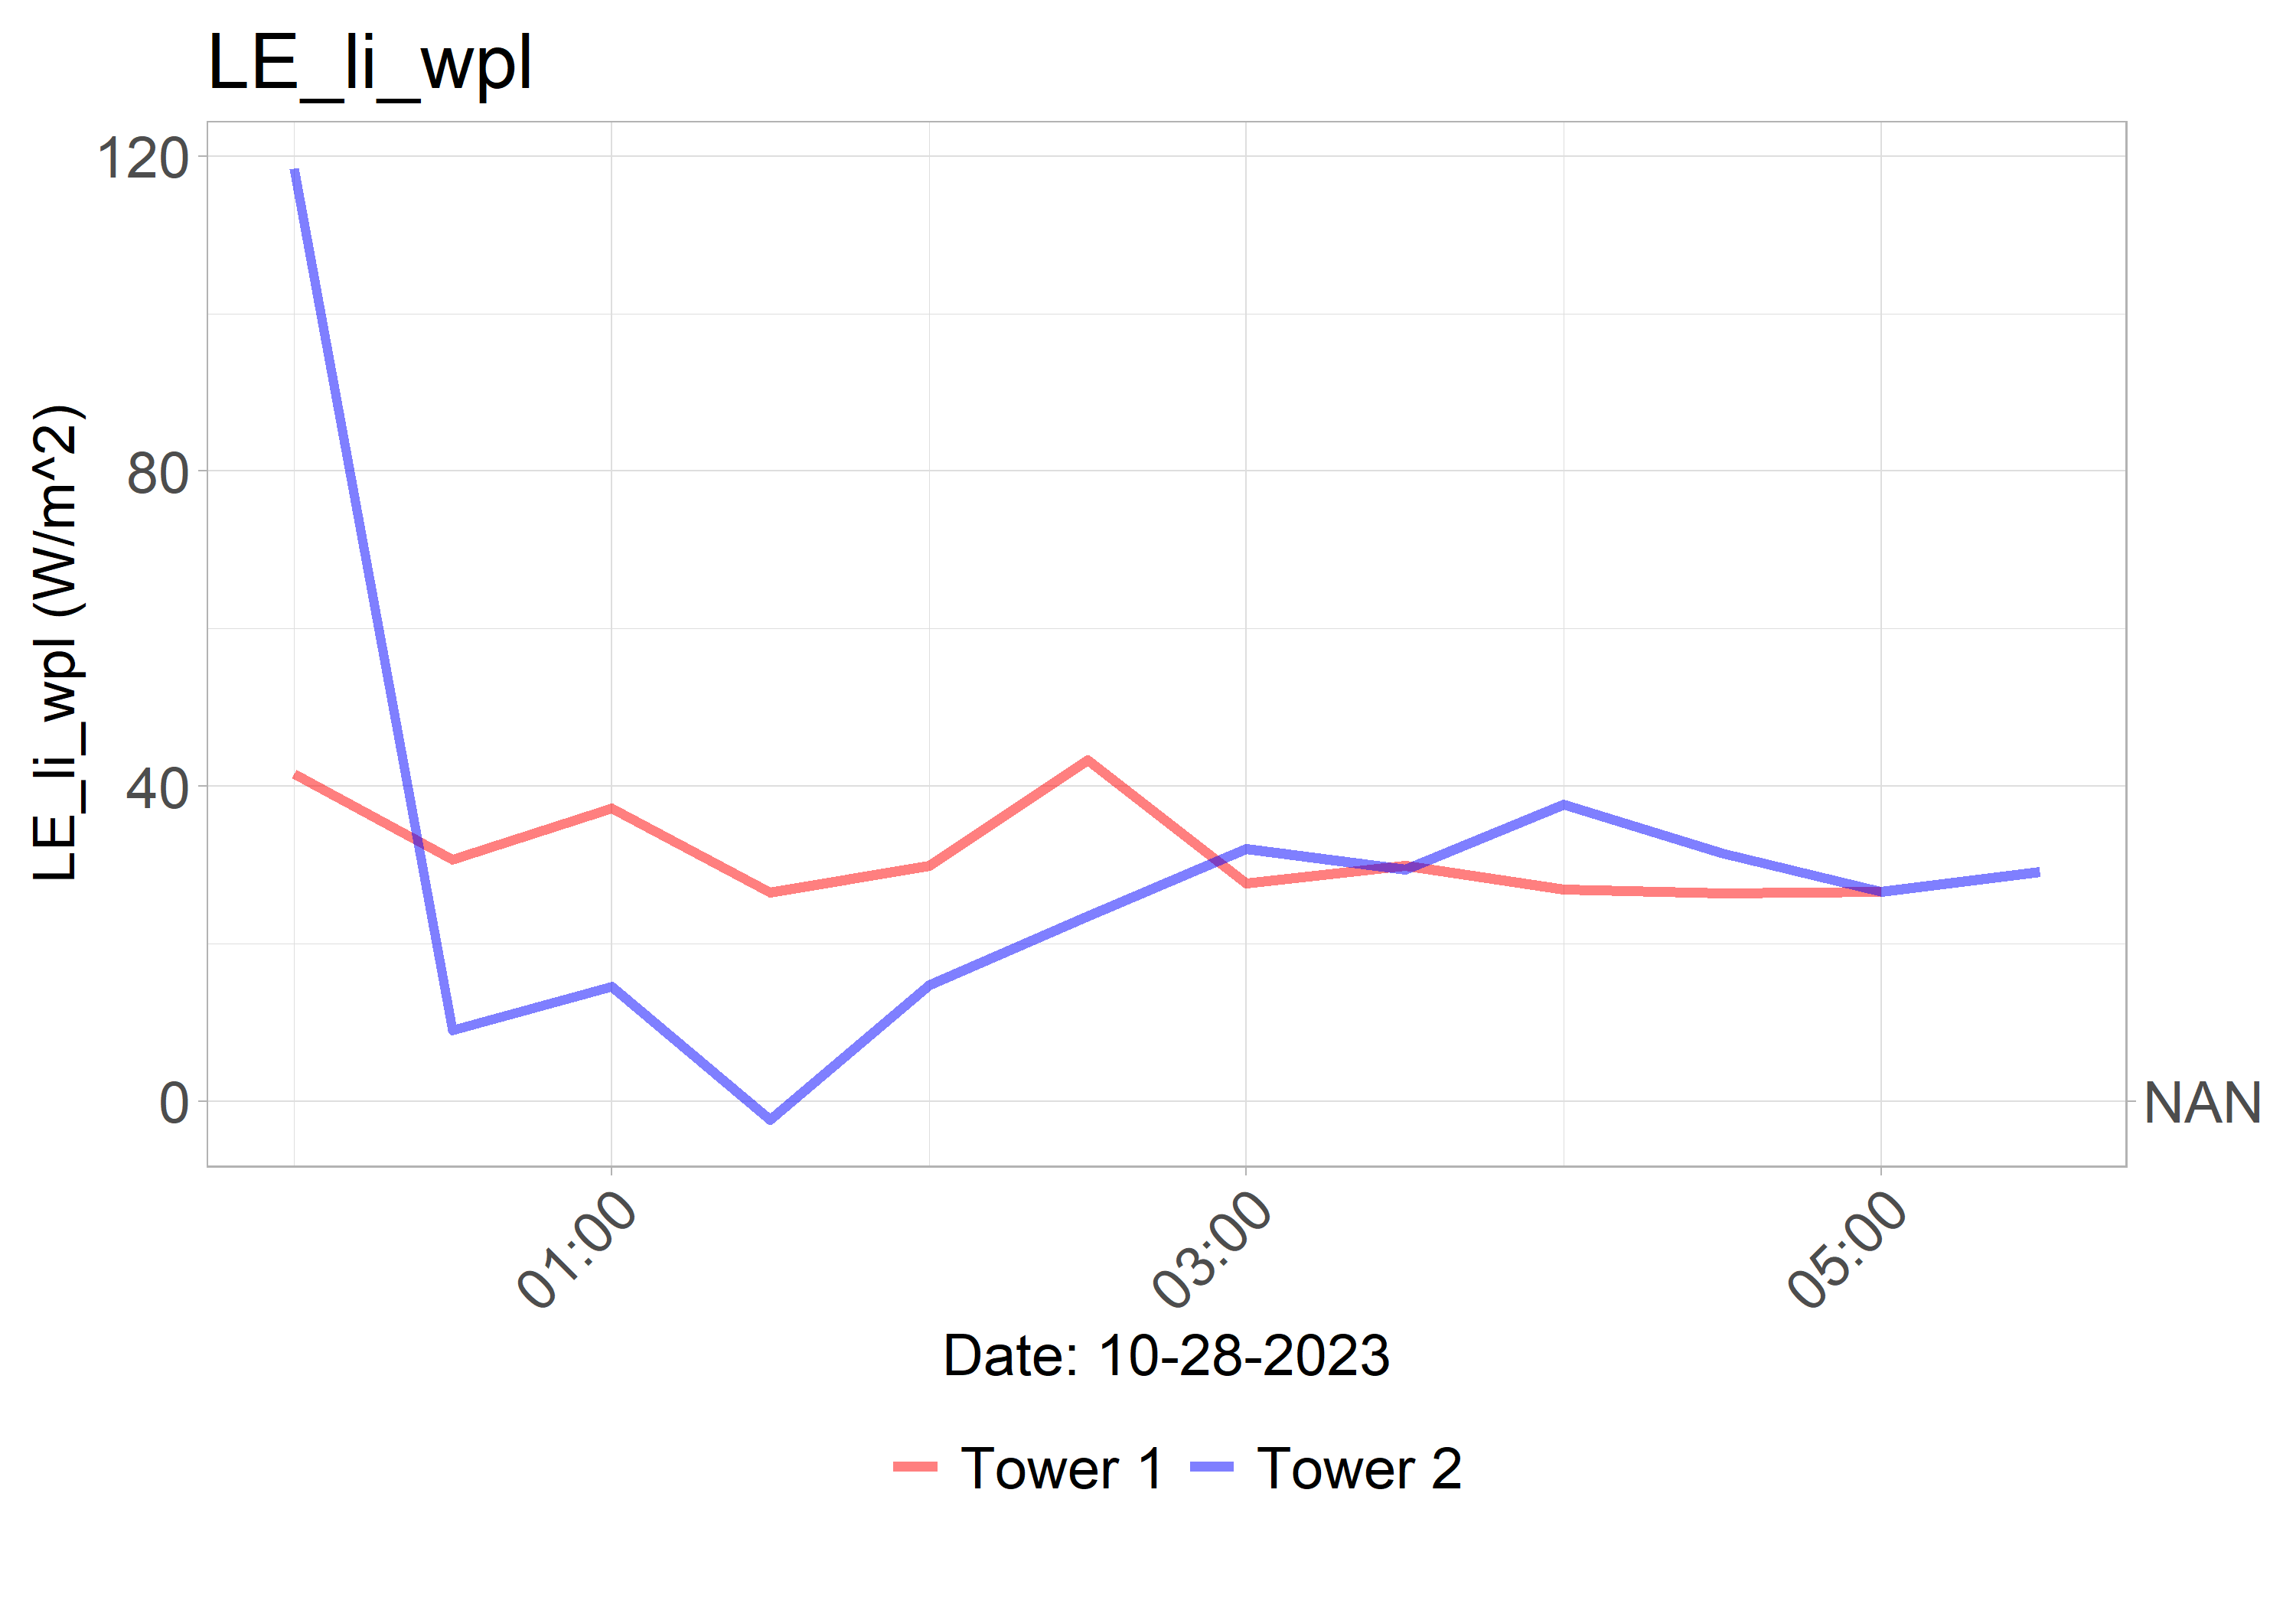 LE_li_wpl
LE_li_wpl (W/m^2)
120
80
40
0
NAN
01:00
03:00
05:00
Date: 10-28-2023
Tower 1
Tower 2